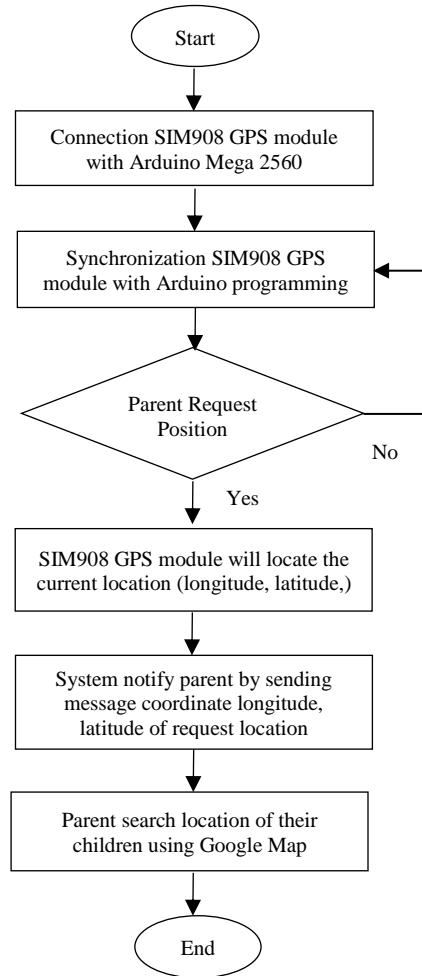 Start
Connection SIM908 GPS module
with Arduino Mega 2560
Synchronization SIM908 GPS
module with Arduino programming
Parent Request
Position
No
Yes
SIM908 GPS module will locate the
current location (longitude, latitude,)
System notify parent by sending
message coordinate longitude,
latitude of request location
Parent search location of their
children using Google Map
End